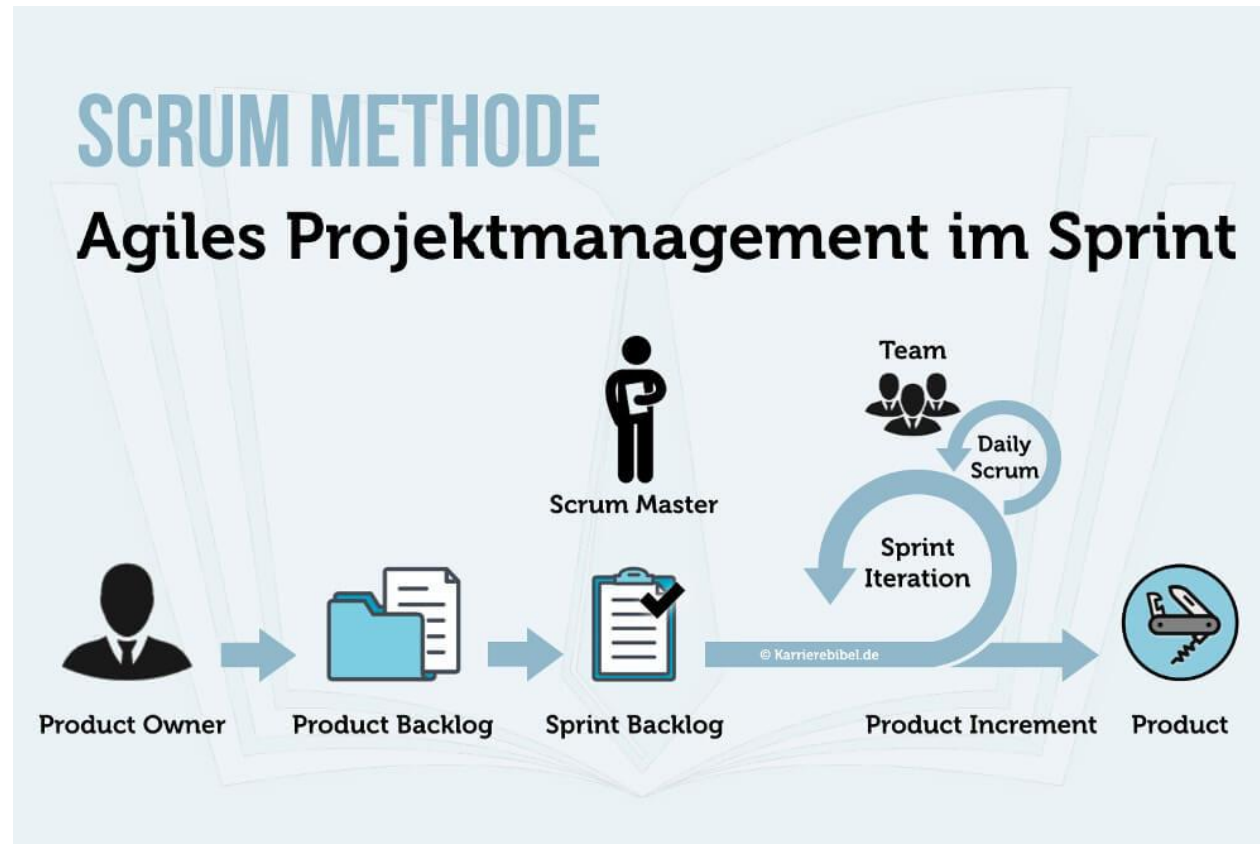 SCRUM METHODE
Agiles Projektmanagement im Sprint
Team
Daily
Scrum
Scrum Master
Sprint
Iteration
© Karrierebibel.de
Product Owner
Product Backlog
Sprint Backlog
Product Increment
Product